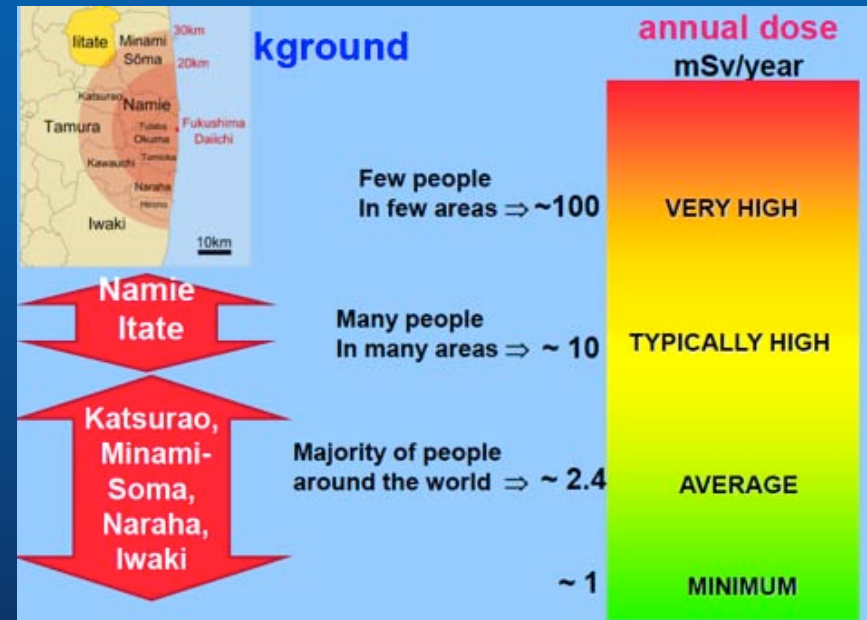 kground
annual dose
mSv/year
Iitate
Minami
Sōma
30km
20km
Katsurao
Namie
Tamura
Futaba
Okuma
Fukushima
Daiichi
Kawauchi
Tomioka
Naraha
Hirono
Iwaki
10km
Few people
In few areas ⇒ ~100
VERY HIGH
Namie
Itate
Many people
In many areas ⇒ ~ 10
TYPICALLY HIGH
Katsurao,
Minami-
Soma,
Naraha,
Iwaki
Majority of people
around the world ⇒ ~ 2.4
AVERAGE
~ 1
MINIMUM